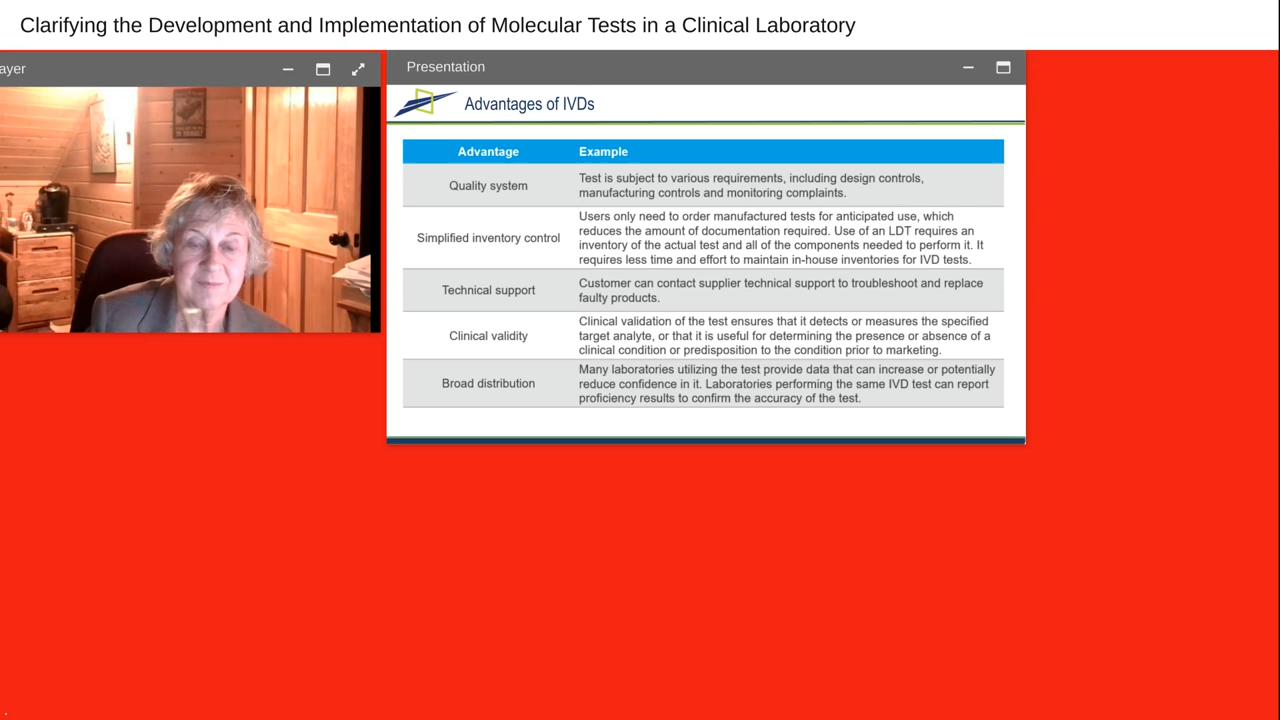 Clarifying the Development and Implementation of Molecular Tests in a Clinical Laboratory
ayer
Presentation
Advantages of IVDs
Advantage
Example
Quality system
Test is subject to various requirements, including design controls,
manufacturing controls and monitoring complaints.
Simplified inventory control
Users only need to order manufactured tests for anticipated use, which
reduces the amount of documentation required. Use of an LDT requires an
inventory of the actual test and all of the components needed to perform it. It
requires less time and effort to maintain in-house inventories for IVD tests.
Technical support
Customer can contact supplier technical support to troubleshoot and replace
faulty products.
Clinical validity
Clinical validation of the test ensures that it detects or measures the specified
target analyte, or that it is useful for determining the presence or absence of a
clinical condition or predisposition to the condition prior to marketing.
Broad distribution
Many laboratories utilizing the test provide data that can increase or potentially
reduce confidence in it. Laboratories performing the same IVD test can report
proficiency results to confirm the accuracy of the test.